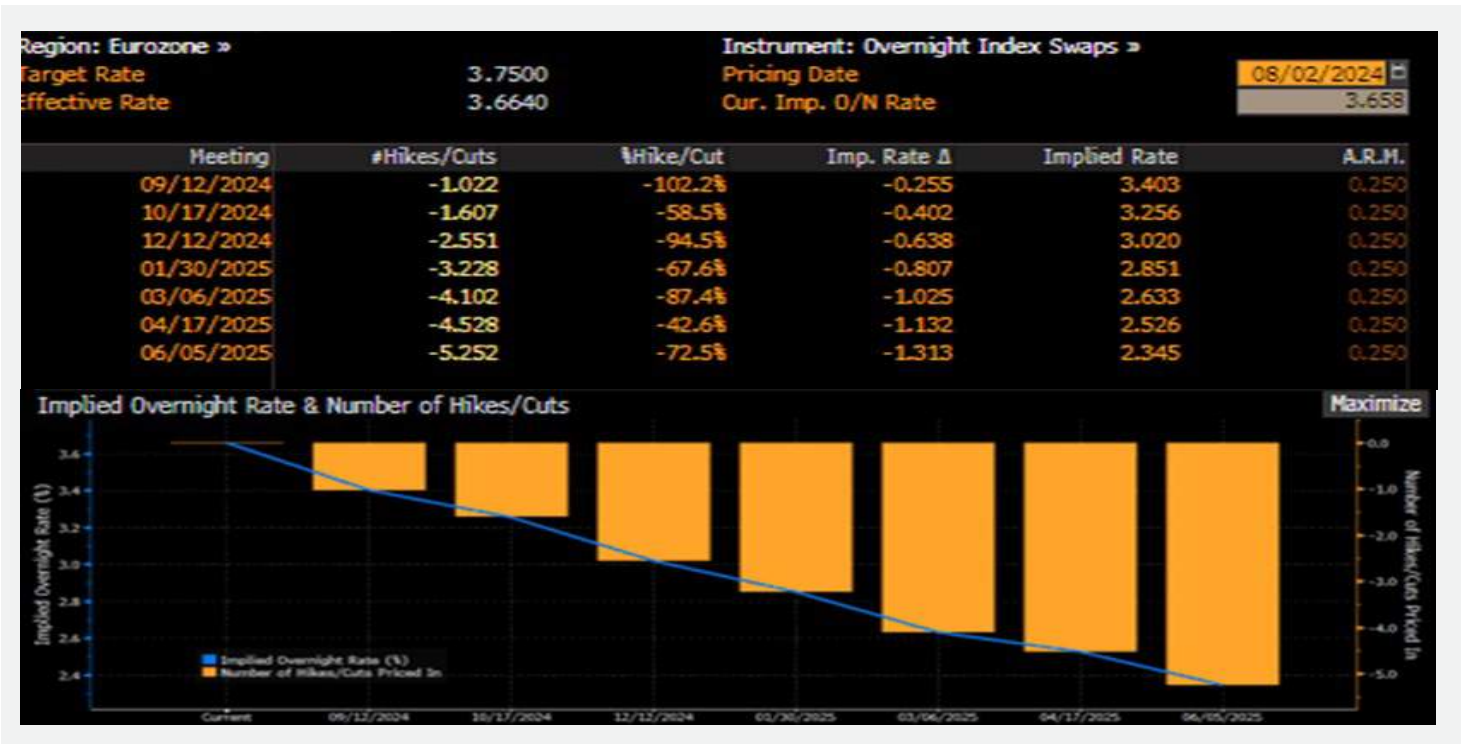 Region: Eurozone » Instrument: Overnight Index Swaps »
Target Rate 3.7500 Pricing Date 08/02/2024
Effective Rate 3.6640 Cur. Imp. O/N Rate 3.658
Meeting #Hikes/Cuts %Hike/Cut Imp. Rate Δ Implied Rate A.R.M.
09/12/2024 -1.022 -102.2% -0.255 3.403 0.250
10/17/2024 -1.607 -58.5% -0.402 3.256 0.250
12/12/2024 -2.551 -94.5% -0.638 3.020 0.250
01/30/2025 -3.228 -67.6% -0.807 2.851 0.250
03/06/2025 -4.102 -87.4% -1.025 2.633 0.250
04/17/2025 -4.528 -42.6% -1.132 2.526 0.250
06/05/2025 -5.252 -72.5% -1.313 2.345 0.250
Implied Overnight Rate & Number of Hikes/Cuts Maximize
Implied Overnight Rate (%)
3.6
3.4
3.2
3.0
2.8
2.6
2.4
0.0
-1.0
-2.0
-3.0
-4.0
-5.0
Number of Hikes/Cuts Priced In
Implied Overnight Rate (%)
Number of Hikes/Cuts Priced In
Current 09/12/2024 10/17/2024 12/12/2024 01/30/2025 03/06/2025 04/17/2025 06/05/2025